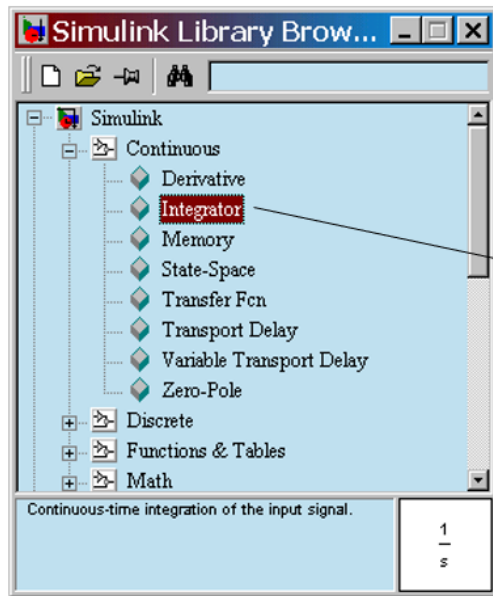 Simulink Library Brow...
Simulink
Continuous
Derivative
Integrator
Memory
State-Space
Transfer Fcn
Transport Delay
Variable Transport Delay
Zero-Pole
Discrete
Functions & Tables
Math
Continuous-time integration of the input signal.
1
s